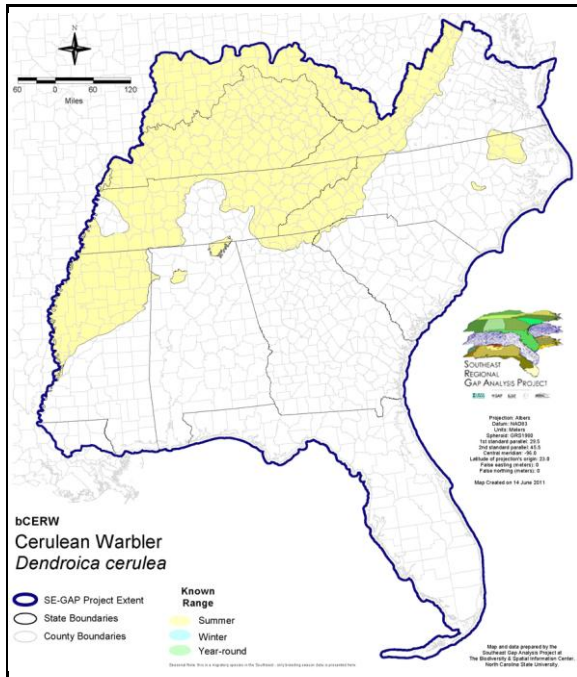 N
60 0 60 120
Miles
SOUTHEAST
REGIONAL
GAP ANALYSIS PROJECT
Projection: Albers
Datum: NAD83
Units: Meters
Spheroid: GRS1980
1st standard parallel: 29.5
2nd standard parallel: 45.5
Central meridian: -96.0
Latitude of projection's origin: 23.0
False easting (meters): 0
False northing (meters): 0
Map Created on 14 June 2011
bCERW
Cerulean Warbler
Dendroica cerulea
SE-GAP Project Extent
State Boundaries
County Boundaries
Known
Range
Summer
Winter
Year-round
Map and data prepared by the
Southeast Gap Analysis Project at
The Biodiversity & Spatial Information Center,
North Carolina State University.